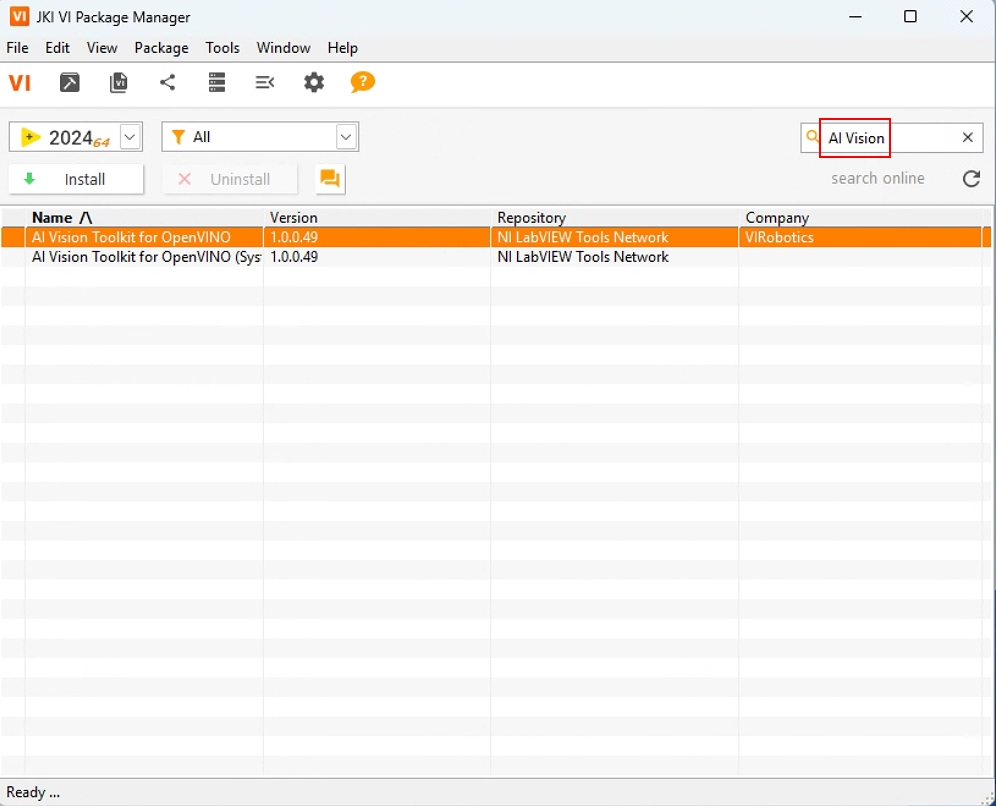 VI JKI VI Package Manager
File Edit View Package Tools Window Help
VI VI ?
2024 64 All AI Vision
Install Uninstall search online
Name /\ Version Repository Company
AI Vision Toolkit for OpenVINO 1.0.0.49 NI LabVIEW Tools Network VIRobotics
AI Vision Toolkit for OpenVINO (Sys 1.0.0.49 NI LabVIEW Tools Network
Ready ...